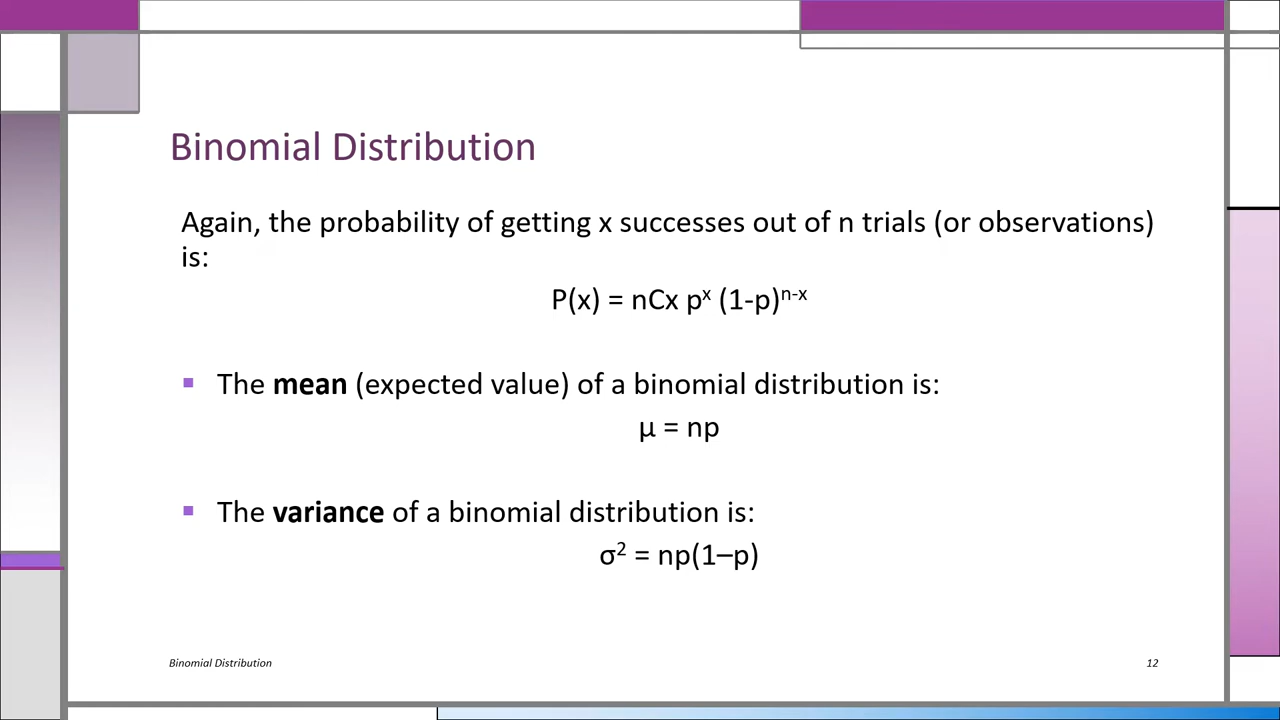 Binomial Distribution
Again, the probability of getting x successes out of n trials (or observations)
is:
P(x) = nCx pˣ (1-p)ⁿ⁻ˣ
▪ The mean (expected value) of a binomial distribution is:
μ = np
▪ The variance of a binomial distribution is:
σ² = np(1–p)
Binomial Distribution
12